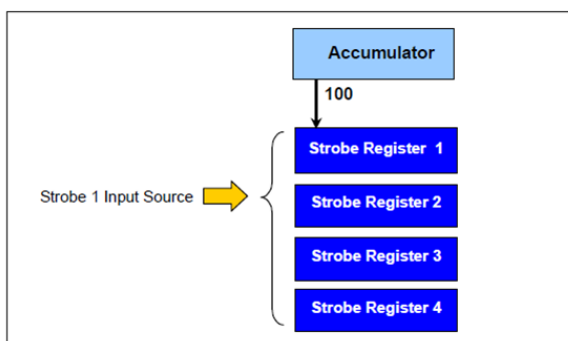 Accumulator
100
Strobe Register 1
Strobe 1 Input Source
Strobe Register 2
Strobe Register 3
Strobe Register 4